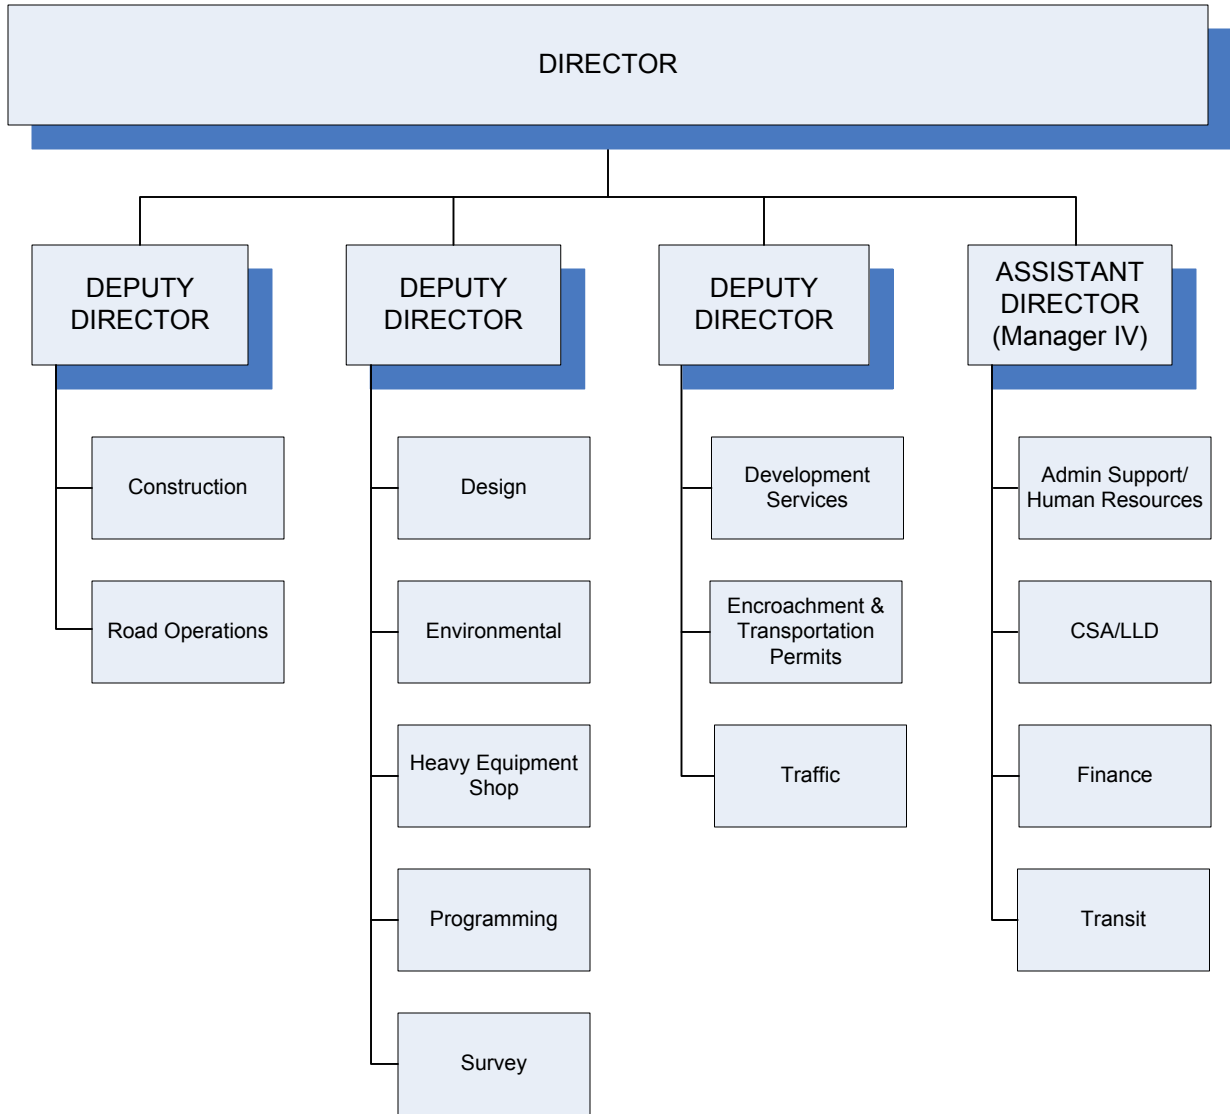 DIRECTOR
DEPUTY
DIRECTOR
DEPUTY
DIRECTOR
DEPUTY
DIRECTOR
ASSISTANT
DIRECTOR
(Manager IV)
Construction
Road Operations
Design
Environmental
Heavy Equipment
Shop
Programming
Survey
Development
Services
Encroachment &
Transportation
Permits
Traffic
Admin Support/
Human Resources
CSA/LLD
Finance
Transit